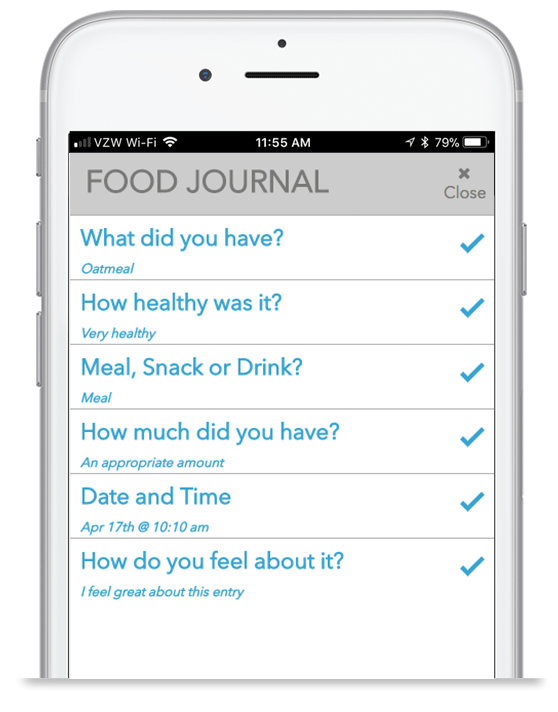 VZW Wi-Fi 11:55 AM 79%
FOOD JOURNAL
Close
What did you have?
Oatmeal
How healthy was it?
Very healthy
Meal, Snack or Drink?
Meal
How much did you have?
An appropriate amount
Date and Time
Apr 17th @ 10:10 am
How do you feel about it?
I feel great about this entry